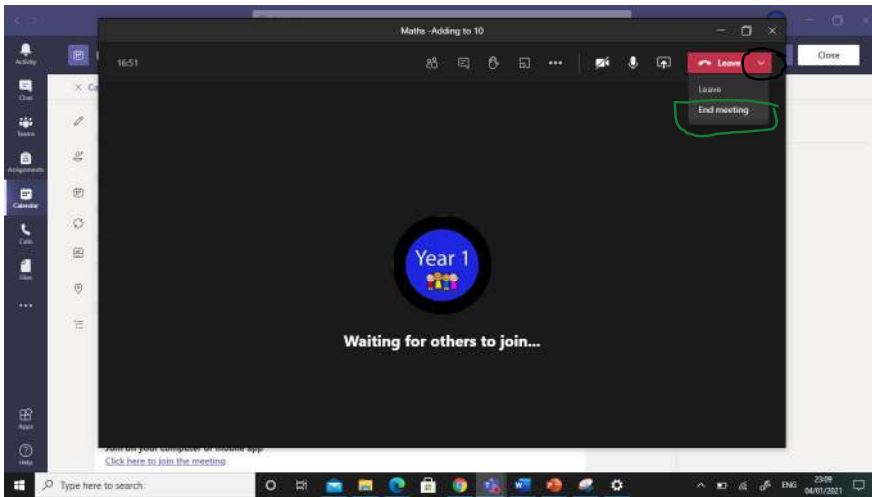 Maths -Adding to 10
Activity
16:51
Leave
Close
Chat
Leave
Teams
End meeting
Assignments
Calendar
Calls
Year 1
Files
Waiting for others to join...
Apps
Join on your computer or mobile app
Help
Click here to join the meeting
Type here to search
ENG
23:09
04/01/2021